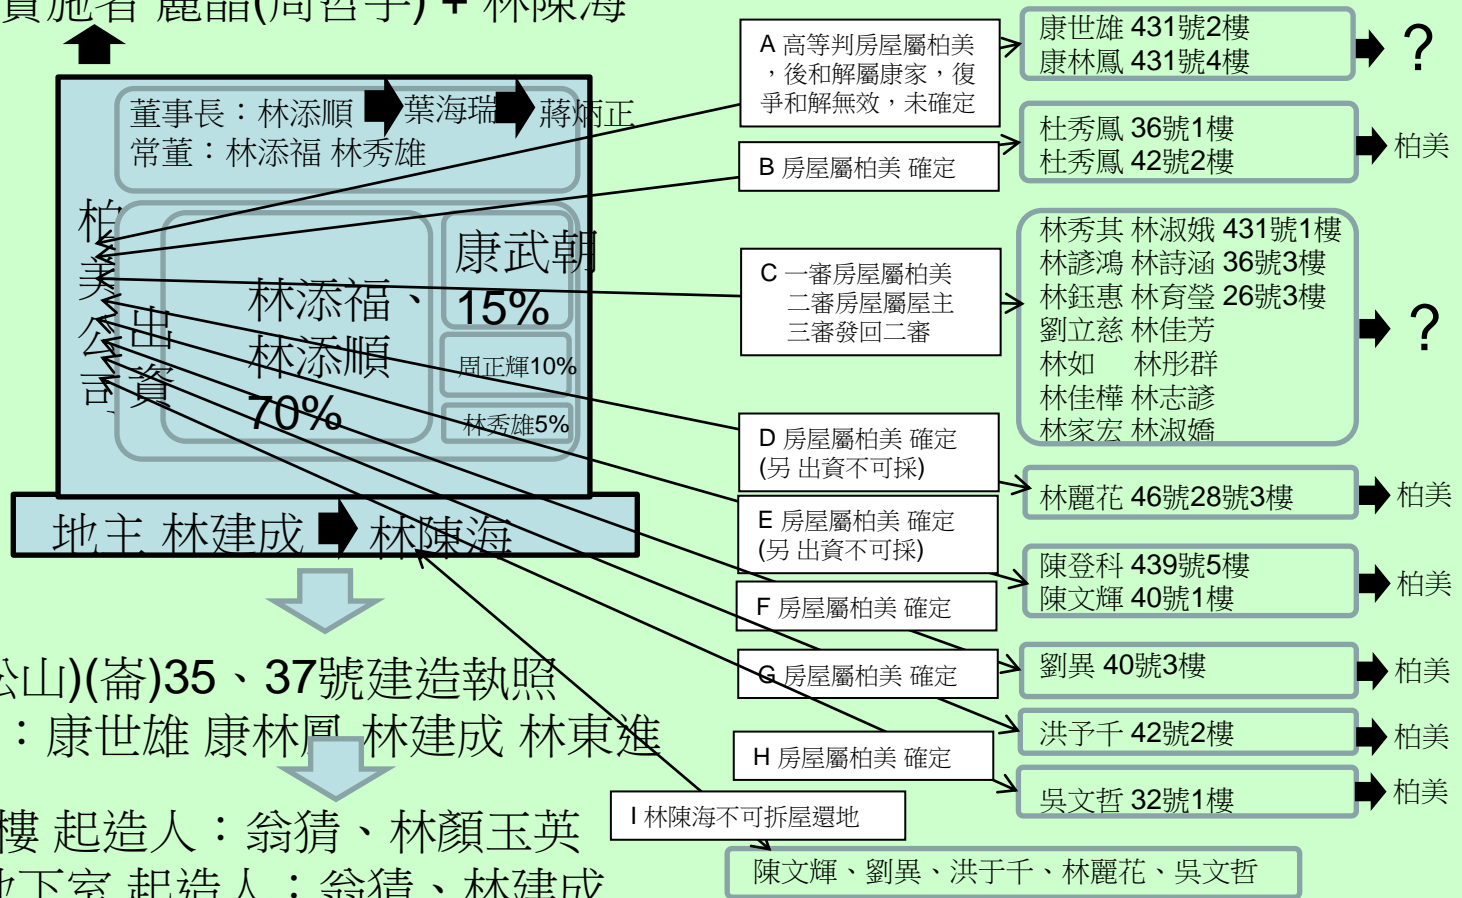 實施者 麗晶(周哲宇) + 林陳海
董事長：林添順 葉海瑞 蔣炳正
常董：林添福 林秀雄
柏美公司
出資
林添福、
林添順
70%
康武朝
15%
周正輝10%
林秀雄5%
地主 林建成 林陳海
松山)(崙)35、37號建造執照
：康世雄 康林鳳 林建成 林東進
樓 起造人：翁猜、林顏玉英
地下室 起造人：翁猜、林建成
A 高等判房屋屬柏美
，後和解屬康家，復
爭和解無效，未確定
B 房屋屬柏美 確定
C 一審房屋屬柏美
二審房屋屬屋主
三審發回二審
D 房屋屬柏美 確定
(另 出資不可採)
E 房屋屬柏美 確定
(另 出資不可採)
F 房屋屬柏美 確定
G 房屋屬柏美 確定
H 房屋屬柏美 確定
I 林陳海不可拆屋還地
康世雄 431號2樓
康林鳳 431號4樓
?
杜秀鳳 36號1樓
杜秀鳳 42號2樓
柏美
林秀其 林淑娥 431號1樓
林諺鴻 林詩涵 36號3樓
林鈺惠 林育瑩 26號3樓
劉立慈 林佳芳
林如 林彤群
林佳樺 林志諺
林家宏 林淑嬌
?
林麗花 46號28號3樓
柏美
陳登科 439號5樓
陳文輝 40號1樓
柏美
劉異 40號3樓
柏美
洪予千 42號2樓
柏美
吳文哲 32號1樓
柏美
陳文輝、劉異、洪于千、林麗花、吳文哲